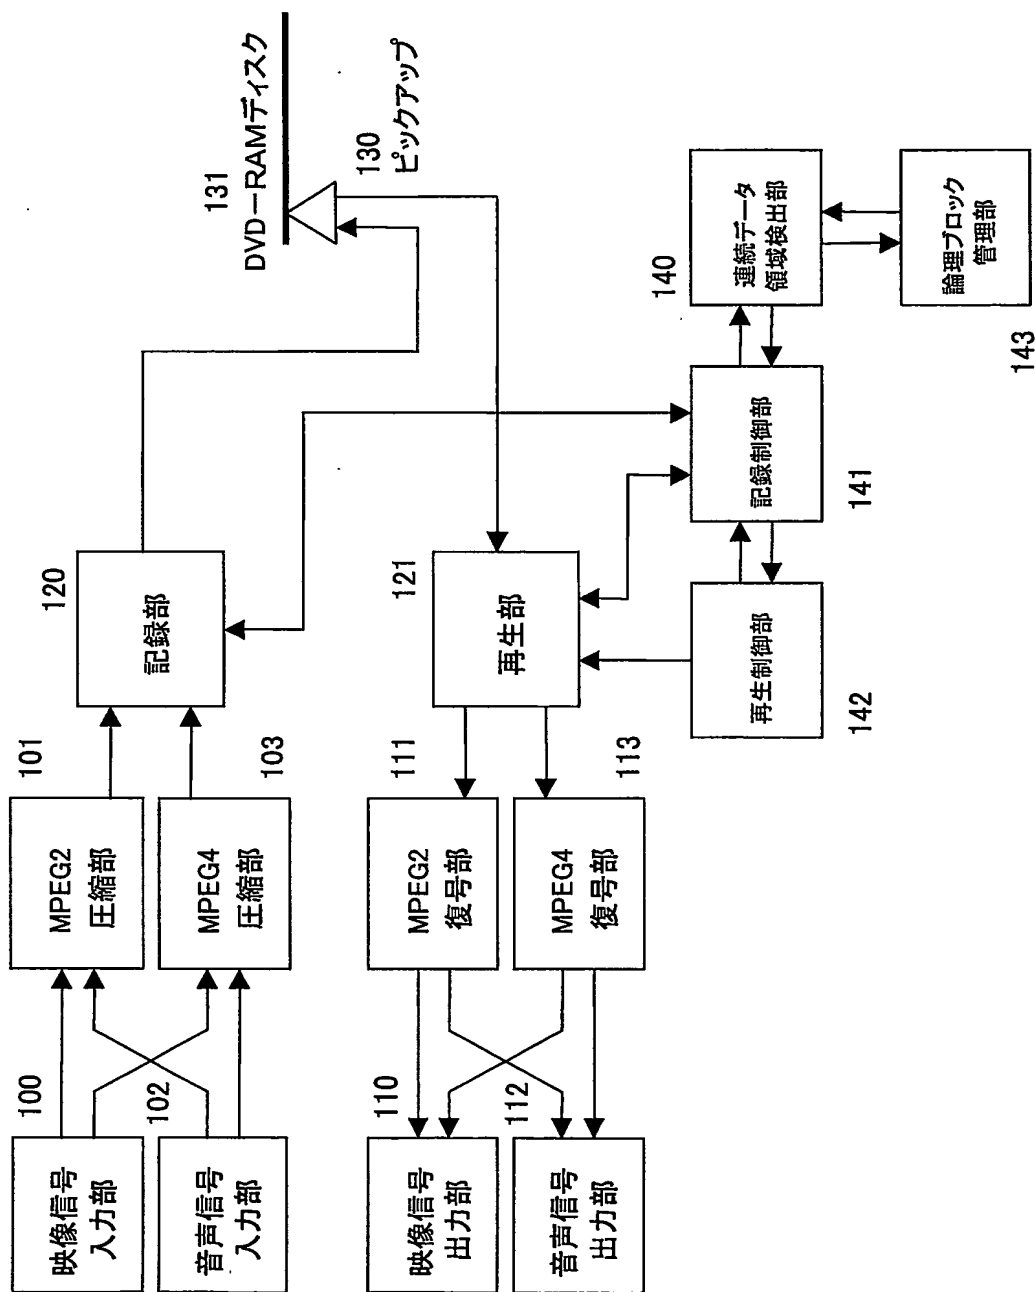 100
映像信号
入力部
102
音声信号
入力部
101
MPEG2
圧縮部
103
MPEG4
圧縮部
120
記録部
131
DVD－RAMディスク
130
ピックアップ
110
映像信号
出力部
112
音声信号
出力部
111
MPEG2
復号部
113
MPEG4
復号部
121
再生部
142
再生制御部
141
記録制御部
140
連続データ
領域検出部
143
論理ブロック
管理部